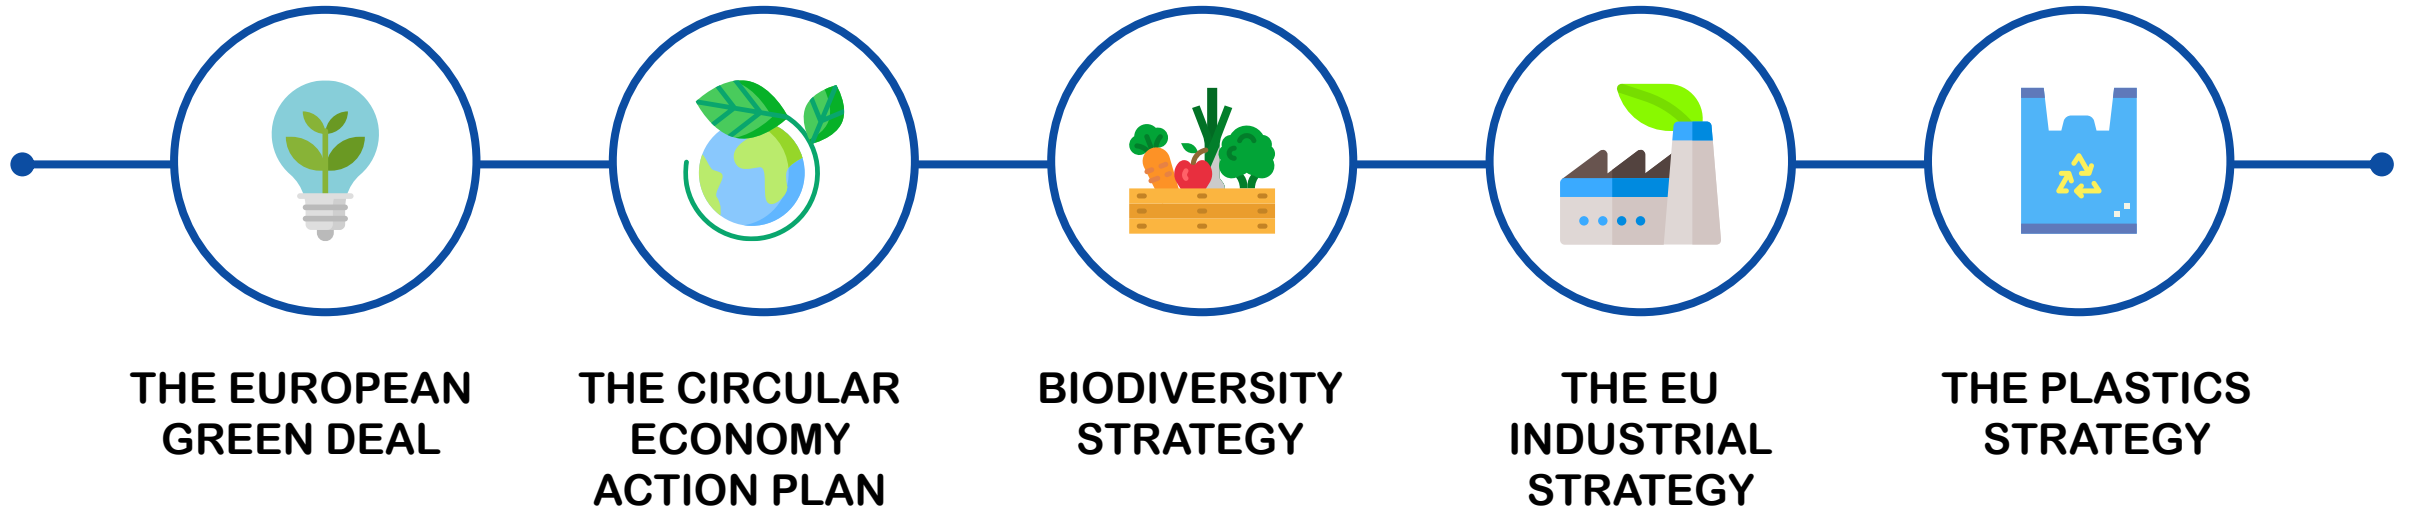 THE EUROPEAN
GREEN DEAL
THE CIRCULAR
ECONOMY
ACTION PLAN
BIODIVERSITY
STRATEGY
THE EU
INDUSTRIAL
STRATEGY
THE PLASTICS
STRATEGY